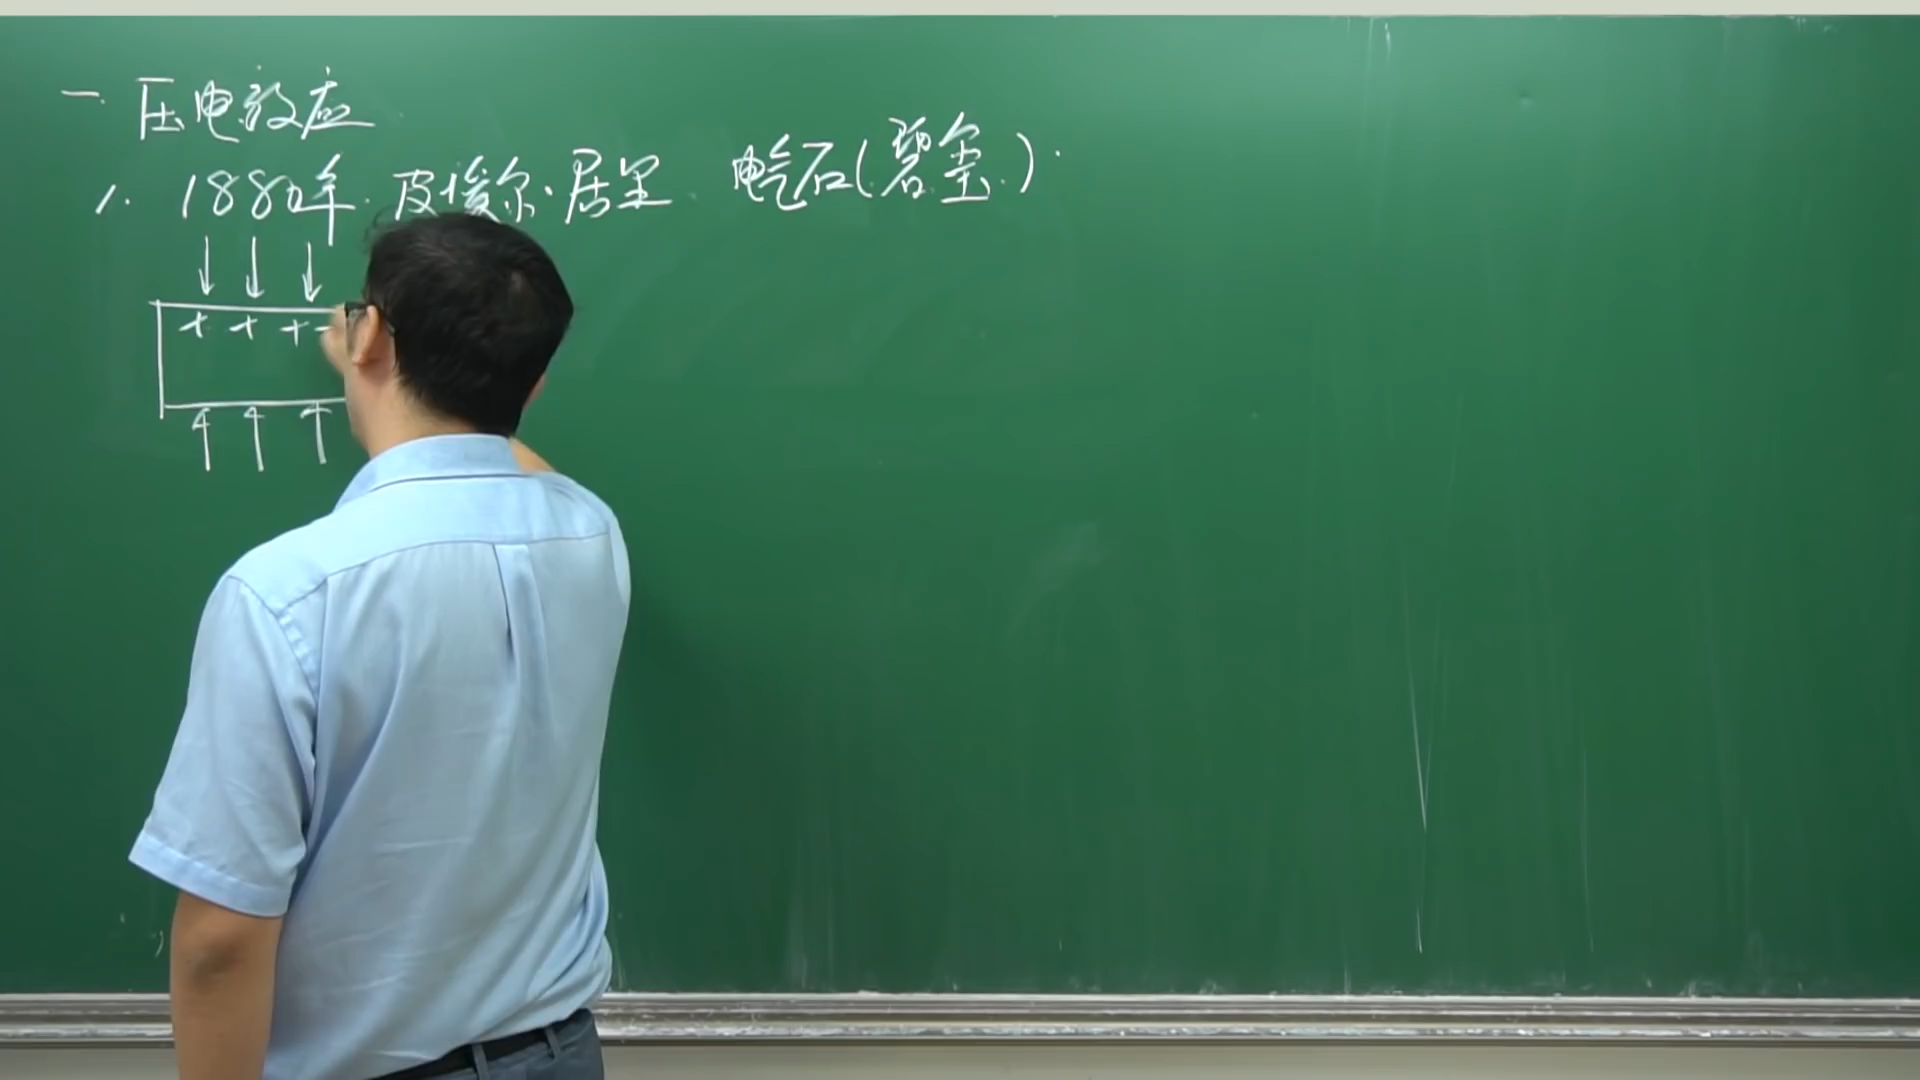 一. 压电效应
1. 1880年. 皮埃尔·居里 电气石(碧玺).
+ + +